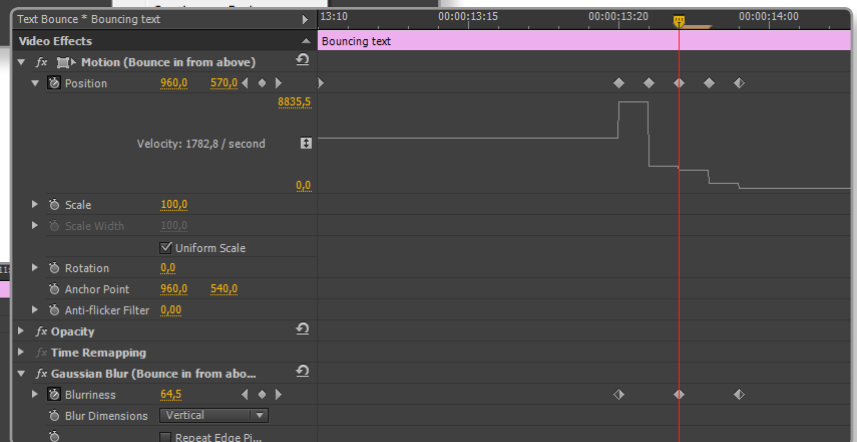 Text Bounce * Bouncing text
13:10 00:00:13:15 00:00:13:20 00:00:14:00
Video Effects
Bouncing text
fx Motion (Bounce in from above)
Position 960,0 570,0
8835,5
Velocity: 1782,8 / second
0,0
Scale 100,0
Scale Width 100,0
Uniform Scale
Rotation 0,0
Anchor Point 960,0 540,0
Anti-flicker Filter 0,00
fx Opacity
fx Time Remapping
fx Gaussian Blur (Bounce in from abo...
Blurriness 64,5
Blur Dimensions Vertical
Repeat Edge Pi...